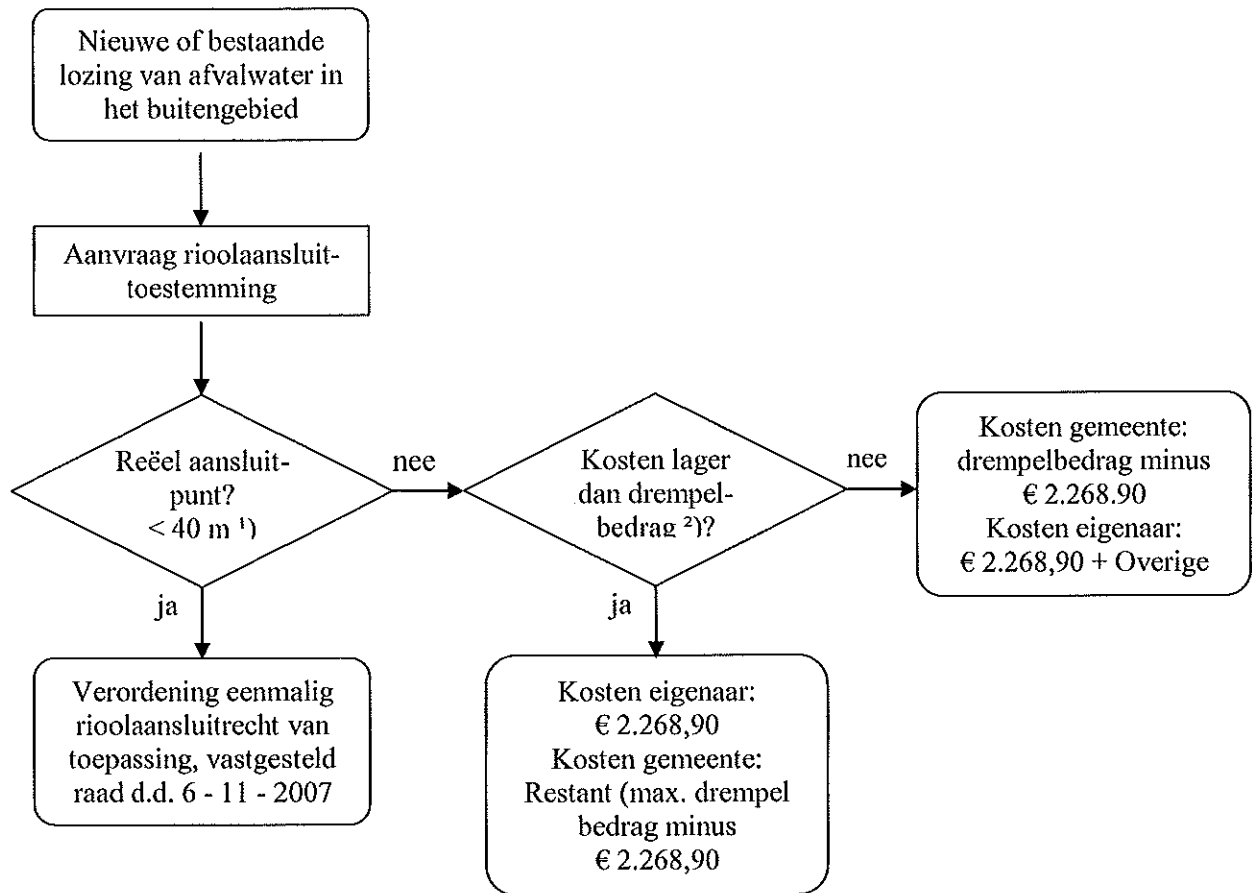 Nieuwe of bestaande
lozing van afvalwater in
het buitengebied
Aanvraag rioolaansluit-
toestemming
Reëel aansluit-
punt?
< 40 m ¹)
nee
Kosten lager
dan drempel-
bedrag ²)?
nee
Kosten gemeente:
drempelbedrag minus
€ 2.268.90
Kosten eigenaar:
€ 2.268,90 + Overige
ja
ja
Verordening eenmalig
rioolaansluitrecht van
toepassing, vastgesteld
raad d.d. 6 - 11 - 2007
Kosten eigenaar:
€ 2.268,90
Kosten gemeente:
Restant (max. drempel
bedrag minus
€ 2.268,90